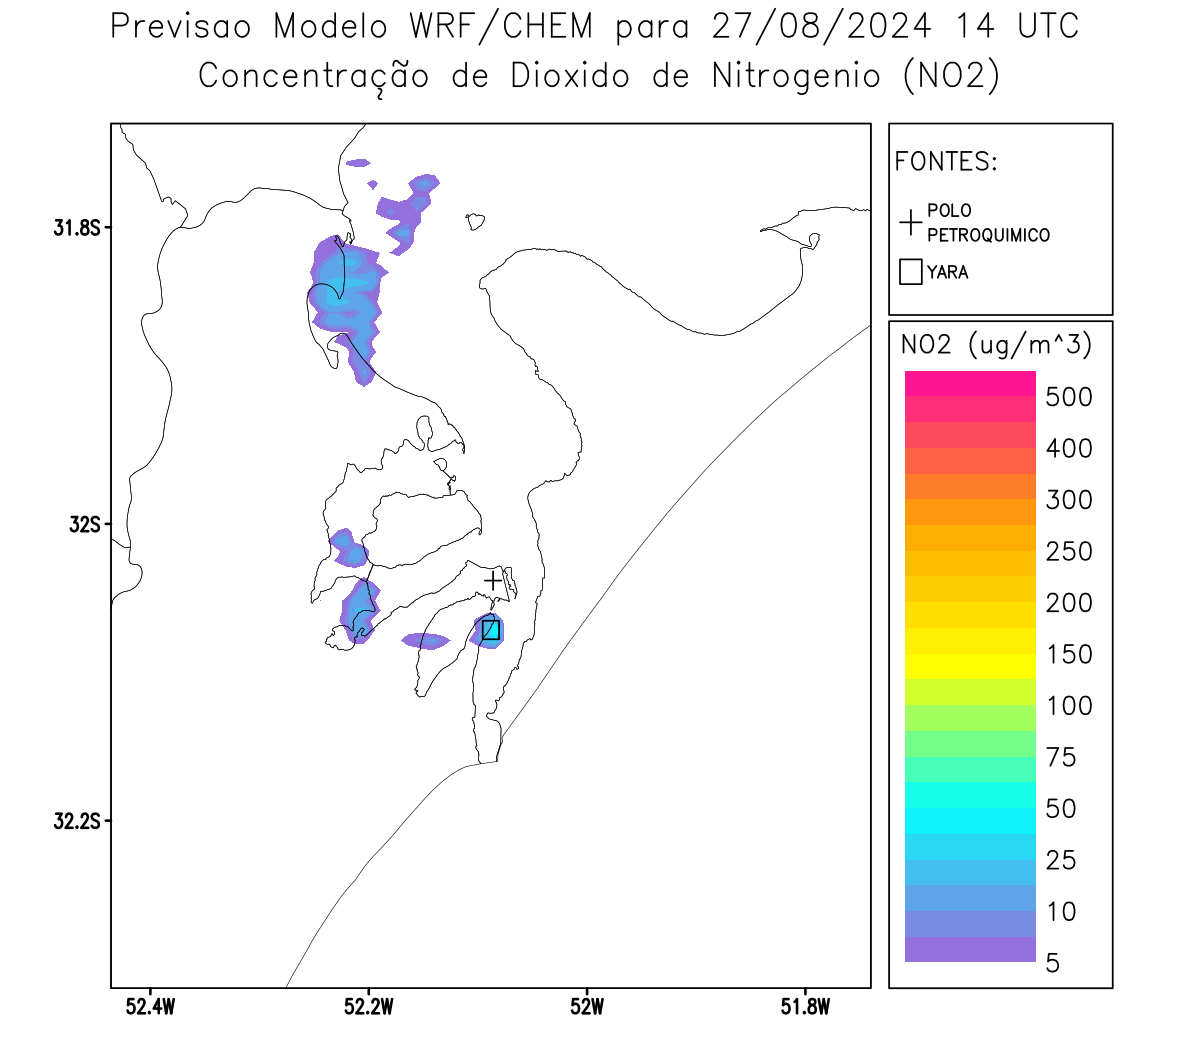 Previsao Modelo WRF/CHEM para 27/08/2024 14 UTC
Concentração de Dioxido de Nitrogenio (NO2)
FONTES:
POLO
PETROQUIMICO
YARA
NO2 (ug/m^3)
500
400
300
250
200
150
100
75
50
25
10
5
31.8S
32S
32.2S
52.4W
52.2W
52W
51.8W